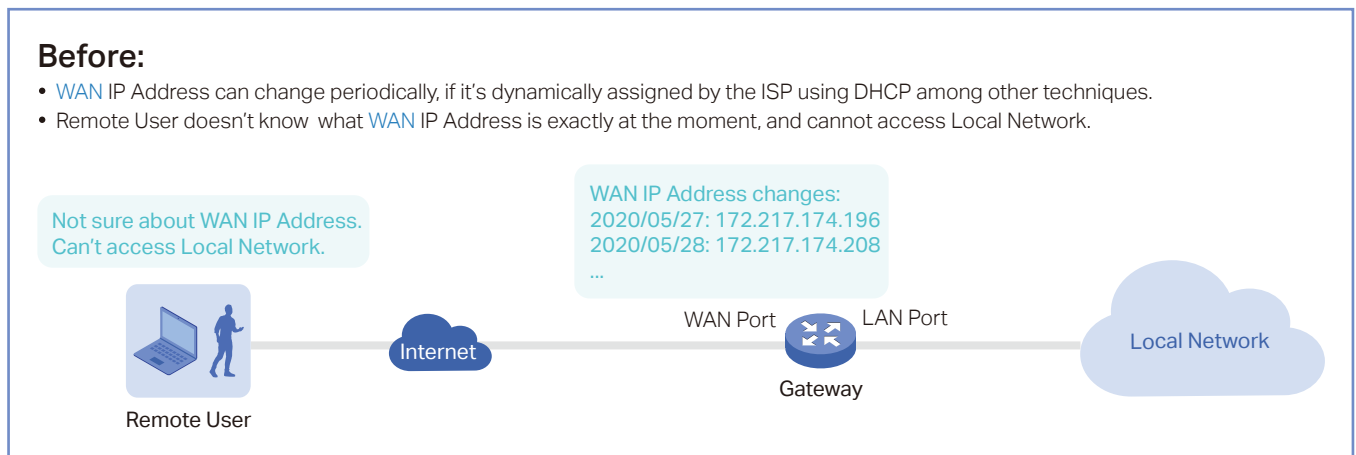 Before:
• WAN IP Address can change periodically, if it's dynamically assigned by the ISP using DHCP among other techniques.
• Remote User doesn't know what WAN IP Address is exactly at the moment, and cannot access Local Network.
Not sure about WAN IP Address.
Can't access Local Network.
WAN IP Address changes:
2020/05/27: 172.217.174.196
2020/05/28: 172.217.174.208
...
WAN Port
LAN Port
Internet
Local Network
Gateway
Remote User